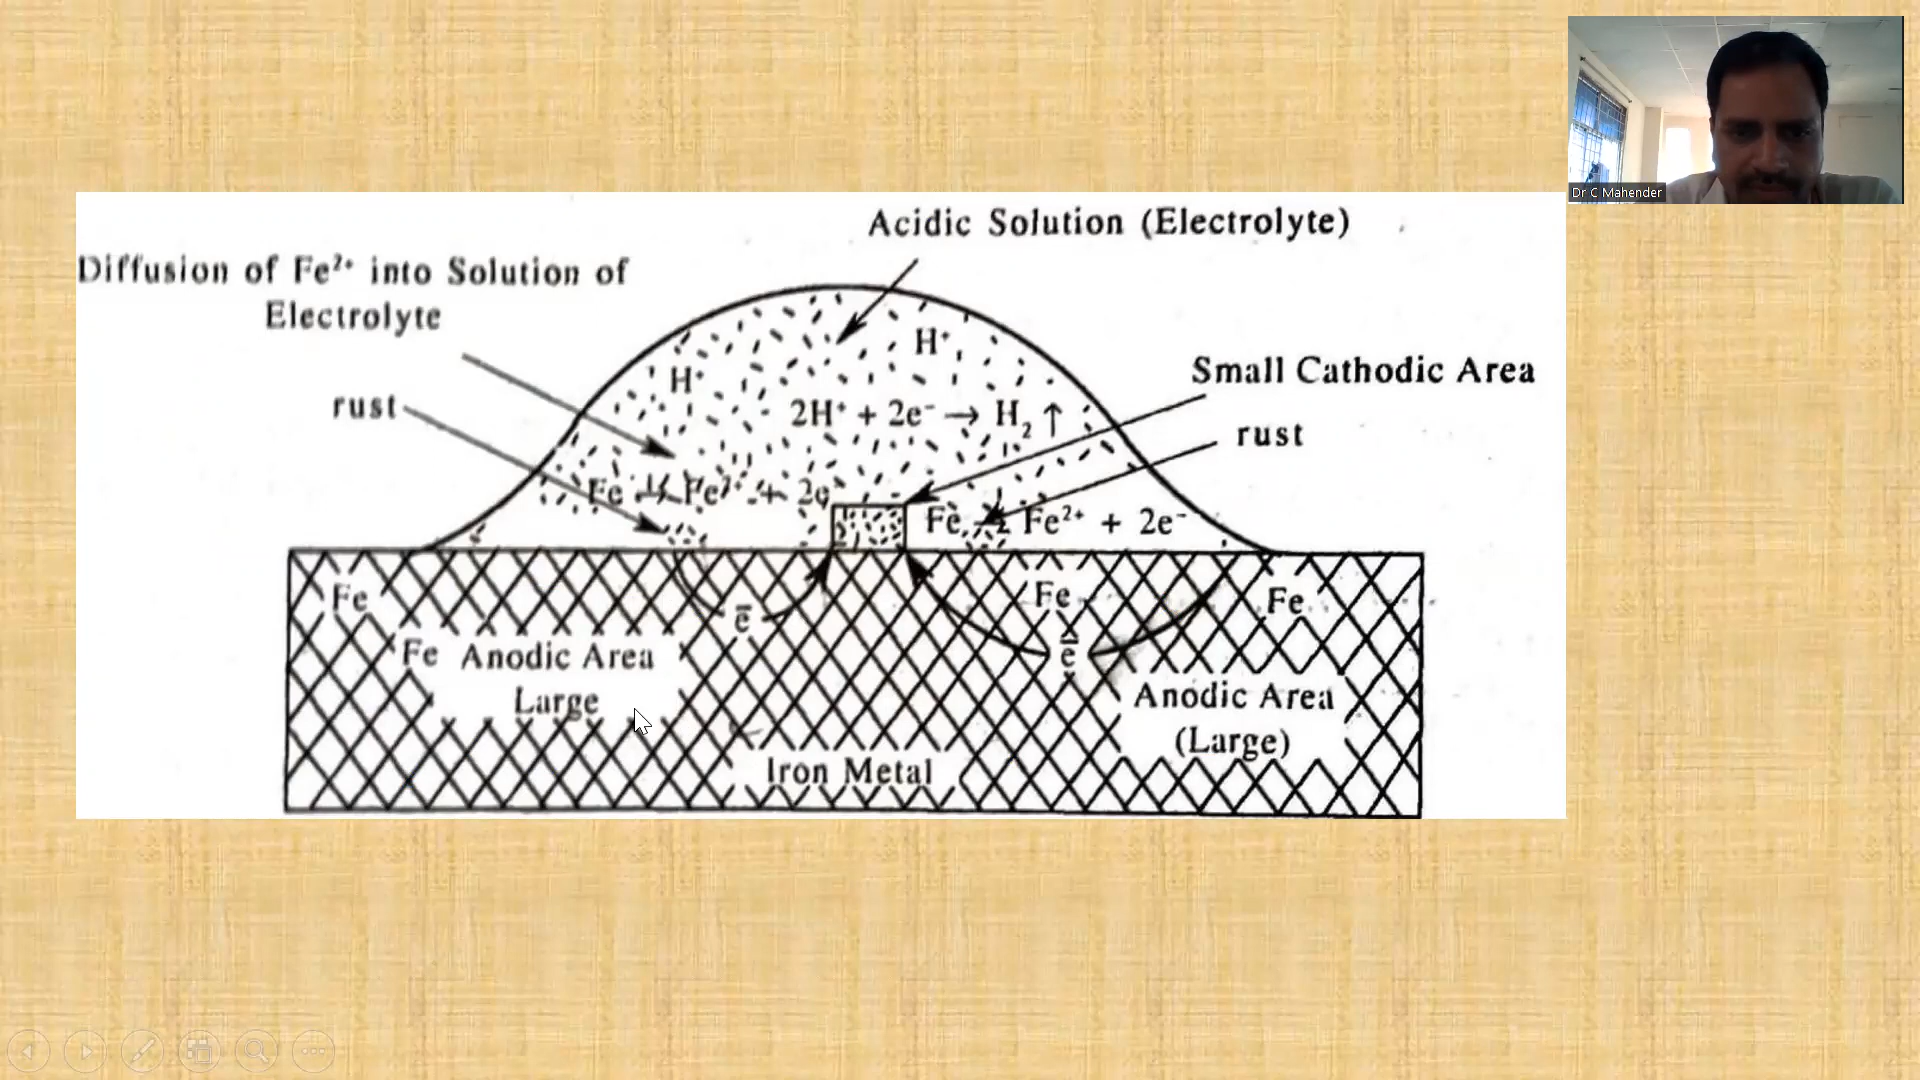 Dr C Mahender
Acidic Solution (Electrolyte)
Diffusion of Fe²⁺ into Solution of
Electrolyte
H⁺
Small Cathodic Area
H⁺
rust
2H⁺ + 2e⁻ → H₂ ↑
rust
Fe Fe²⁺ + 2e
Fe Fe²⁺ + 2e⁻
Fe
Fe
Fe
ē
Fe Anodic Area
ē
Large
Anodic Area
(Large)
Iron Metal